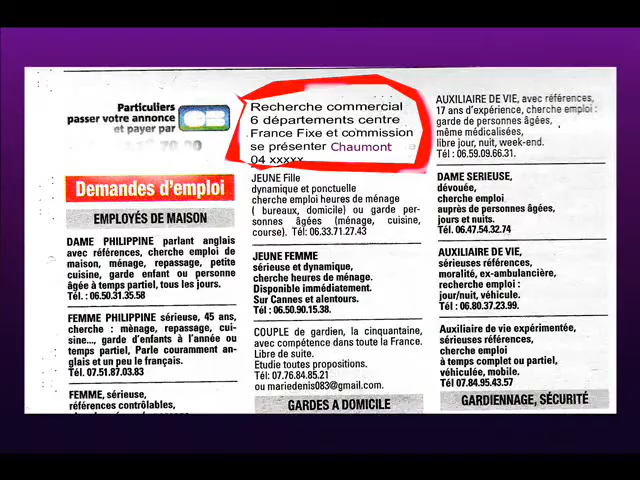 Particuliers
passer votre annonce
et payer par
CB
Demandes d'emploi
EMPLOYÉS DE MAISON
DAME PHILIPPINE parlant anglais
avec références, cherche emploi de
maison, ménage, repassage, petite
cuisine, garde enfant ou personne
âgée à temps partiel, tous les jours.
Tél. : 06.50.31.35.58
FEMME PHILIPPINE sérieuse, 45 ans,
cherche : mènage, repassage, cui-
sine..., garde d'enfants à l'année ou
temps partiel, Parle couramment an-
glais et un peu le français.
Tél. 07.51.87.03.83
FEMME, sérieuse,
références contrôlables,
Recherche commercial
6 départements centre
France Fixe et commission
se présenter Chaumont
04 xxxxx
JEUNE Fille
dynamique et ponctuelle
cherche emploi heures de ménage
( bureaux, domicile) ou garde per-
sonnes âgées (ménage, cuisine,
course). Tél: 06.33.71.27.43
JEUNE FEMME
sérieuse et dynamique,
cherche heures de ménage.
Disponible immédiatement.
Sur Cannes et alentours.
Tél: 06.50.90.15.38.
COUPLE de gardien, la cinquantaine,
avec compétence dans toute la France.
Libre de suite.
Etudie toutes propositions.
Tél: 07.76.84.85.21
ou mariedenis083@gmail.com.
GARDES A DOMICILE
AUXILIAIRE DE VIE, avec références,
17 ans d'expérience, cherche emploi :
garde de personnes âgées,
même médicalisées,
libre jour, nuit, week-end.
Tél : 06.59.09.66.31.
DAME SERIEUSE,
dévouée,
cherche emploi
auprès de personnes âgées,
jours et nuits.
Tél. 06.47.54.32.74
AUXILIAIRE DE VIE,
sérieuses références,
moralité, ex-ambulancière,
recherche emploi :
jour/nuit, véhicule.
Tél : 06.80.37.23.99.
Auxiliaire de vie expérimentée,
sérieuses références,
cherche emploi
à temps complet ou partiel,
véhiculée, mobile.
Tél 07.84.95.43.57
GARDIENNAGE, SÉCURITÉ